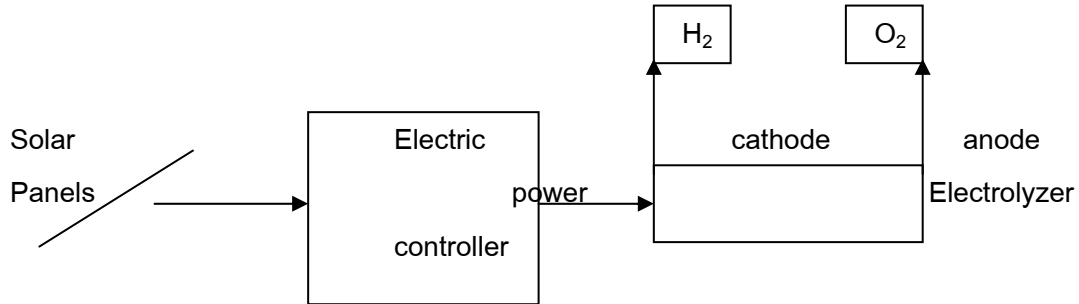 H₂ O₂
Solar Electric cathode anode
Panels power Electrolyzer
controller